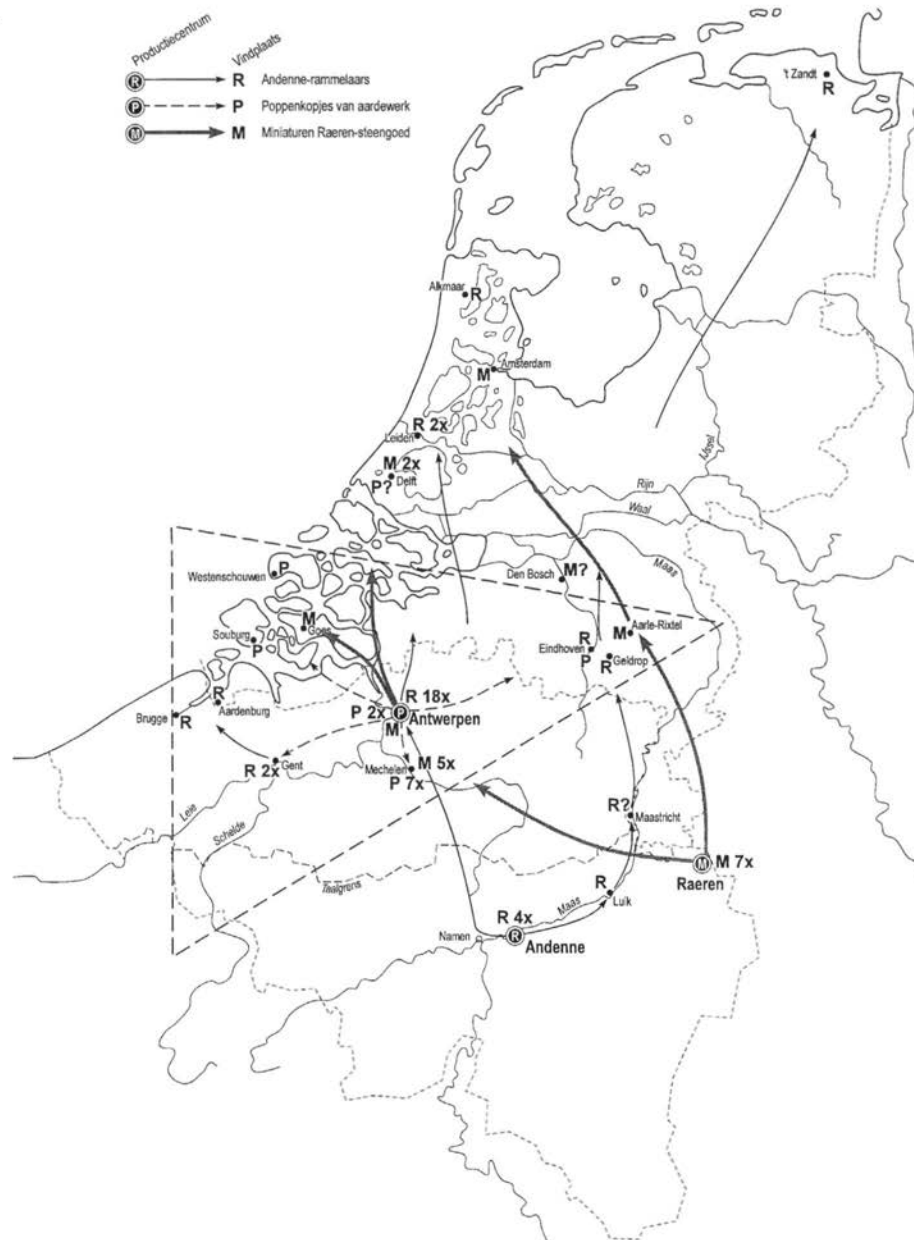 Productiecentrum Vindplaats
R R Andenne-rammelaars
P P Poppenkopjes van aardewerk
M M Miniaturen Raeren-steengoed
't Zandt
R
Alkmaar R
Amsterdam
M
R 2x
Leiden
M 2x
P? Delft
IJssel
Rijn
Waal
Maas
Westenschouwen P
Den Bosch M?
M
Goes
Souburg
P
M Aarle-Rixtel
R
Eindhoven
P
R Geldrop
R
Aardenburg
Brugge R
R 18x
P 2x P Antwerpen
M
Gent
R 2x
M 5x
Mechelen
P 7x
Leie
Schelde
R?
Maastricht
M M 7x
Raeren
Taalgrens
R
Luik
Maas
R 4x
Namen
R
Andenne